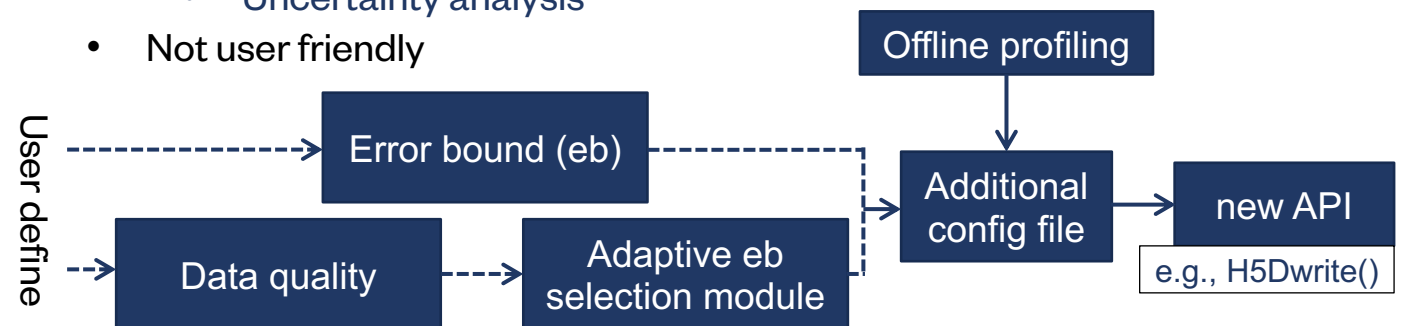 Uncertainty analysis
• Not user friendly
Offline profiling
User define
Error bound (eb)
Additional
config file
new API
e.g., H5Dwrite()
Data quality
Adaptive eb
selection module